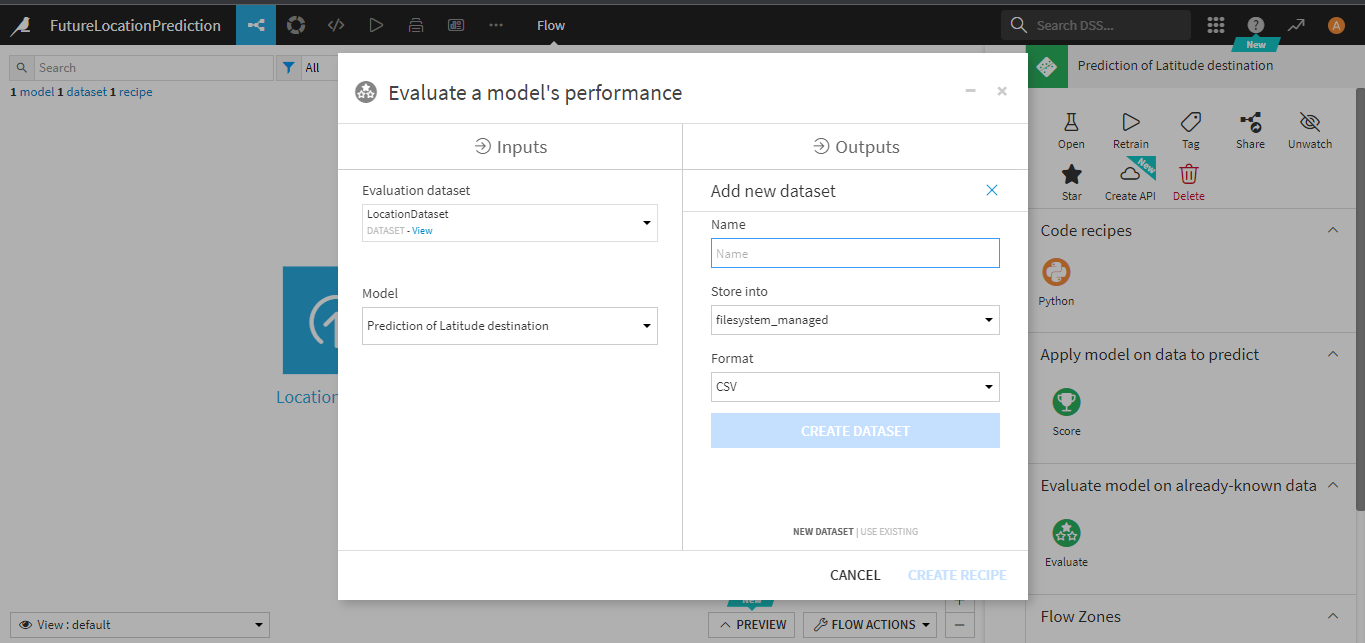 FutureLocationPrediction
Flow
Search DSS...
New
A
Search
All
1 model 1 dataset 1 recipe
Location
View : default
New
PREVIEW
FLOW ACTIONS
Evaluate a model's performance
Inputs
Outputs
Evaluation dataset
LocationDataset
DATASET - View
Model
Prediction of Latitude destination
Add new dataset
Name
Name
Store into
filesystem_managed
Format
CSV
CREATE DATASET
NEW DATASET | USE EXISTING
CANCEL
CREATE RECIPE
Prediction of Latitude destination
Open
Retrain
Tag
Share
Unwatch
New
Star
Create API
Delete
Code recipes
Python
Apply model on data to predict
Score
Evaluate model on already-known data
Evaluate
Flow Zones